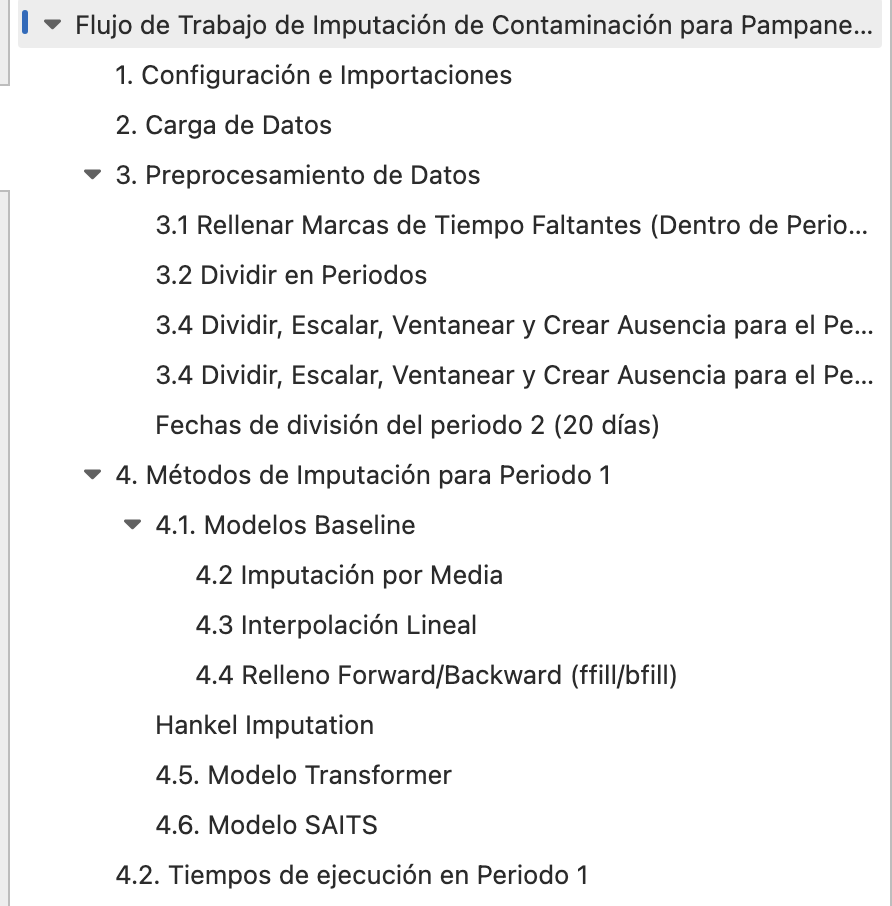 Flujo de Trabajo de Imputación de Contaminación para Pampane...
1. Configuración e Importaciones
2. Carga de Datos
3. Preprocesamiento de Datos
3.1 Rellenar Marcas de Tiempo Faltantes (Dentro de Perio...
3.2 Dividir en Periodos
3.4 Dividir, Escalar, Ventanear y Crear Ausencia para el Pe...
3.4 Dividir, Escalar, Ventanear y Crear Ausencia para el Pe...
Fechas de división del periodo 2 (20 días)
4. Métodos de Imputación para Periodo 1
4.1. Modelos Baseline
4.2 Imputación por Media
4.3 Interpolación Lineal
4.4 Relleno Forward/Backward (ffill/bfill)
Hankel Imputation
4.5. Modelo Transformer
4.6. Modelo SAITS
4.2. Tiempos de ejecución en Periodo 1